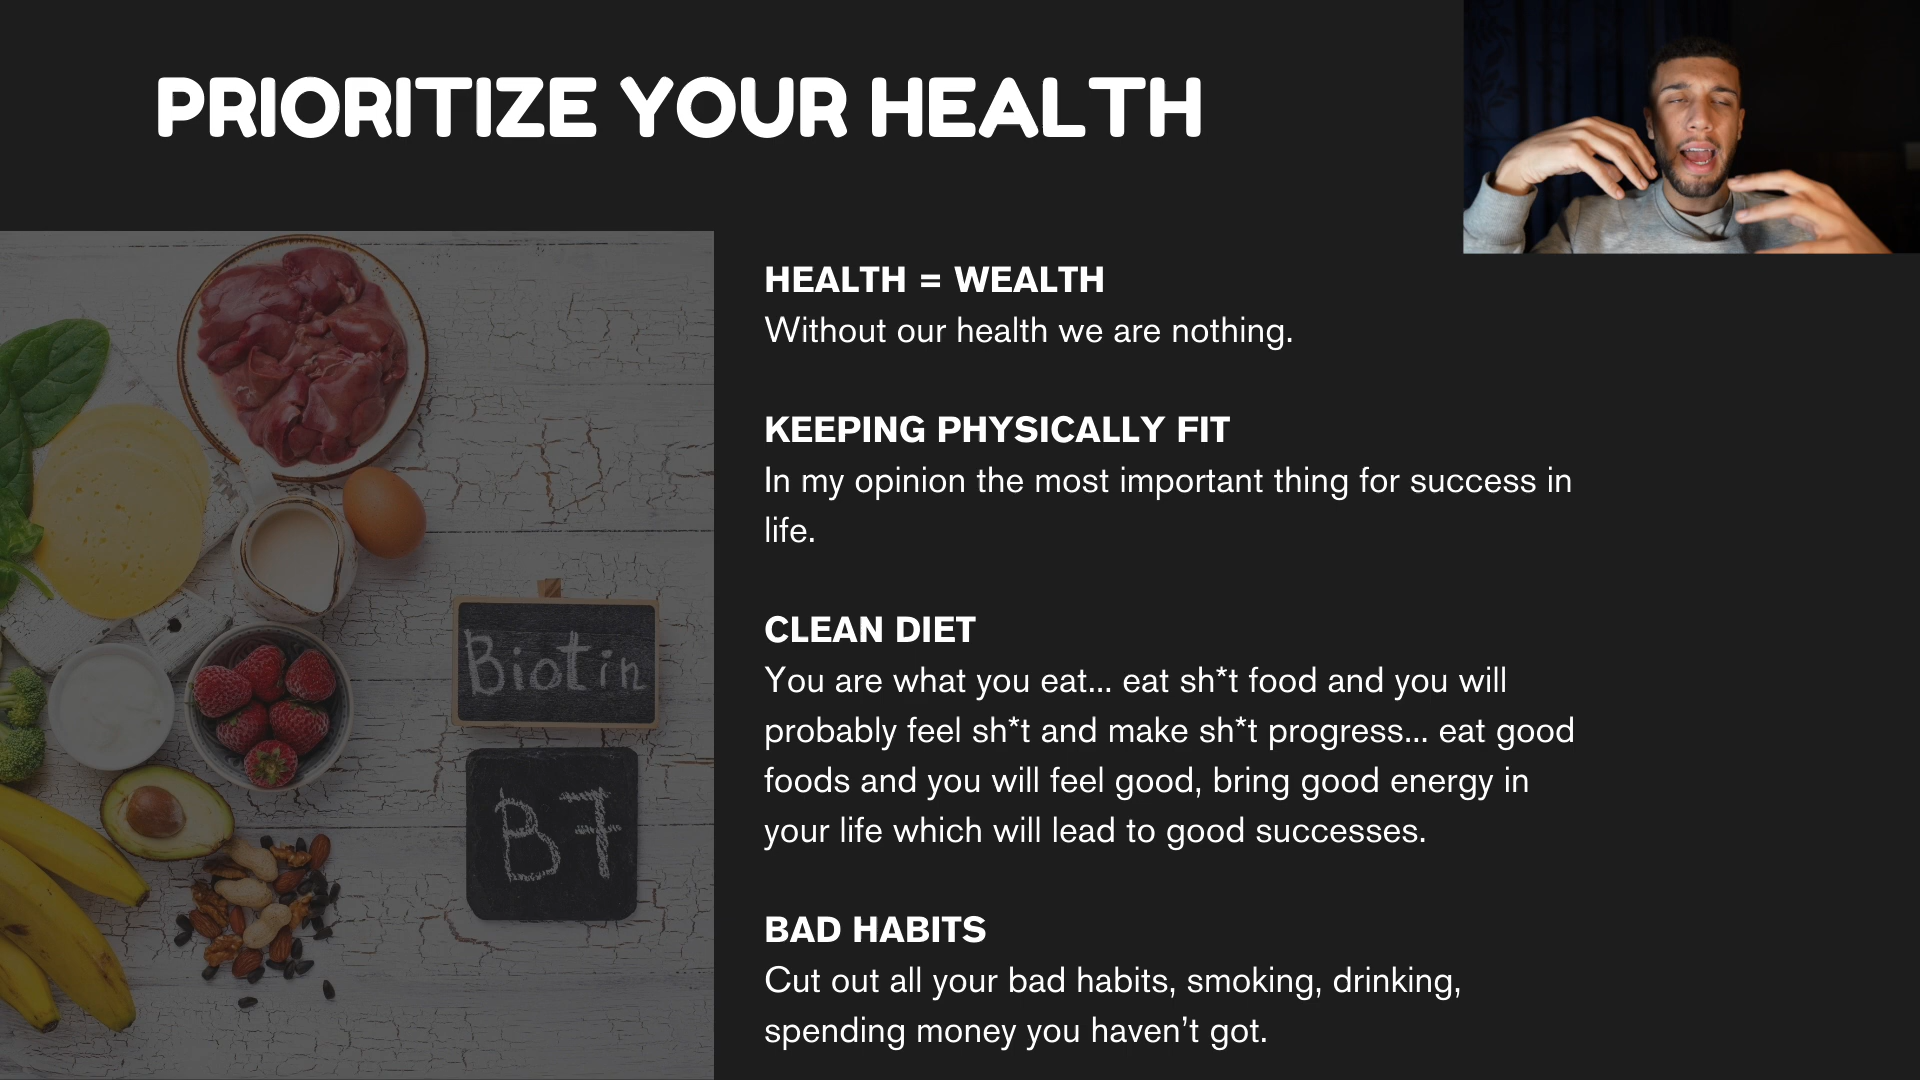 PRIORITIZE YOUR HEALTH
HEALTH = WEALTH
Without our health we are nothing.
KEEPING PHYSICALLY FIT
In my opinion the most important thing for success in
life.
CLEAN DIET
You are what you eat... eat sh*t food and you will
probably feel sh*t and make sh*t progress... eat good
foods and you will feel good, bring good energy in
your life which will lead to good successes.
BAD HABITS
Cut out all your bad habits, smoking, drinking,
spending money you haven’t got.
Biotin
B7